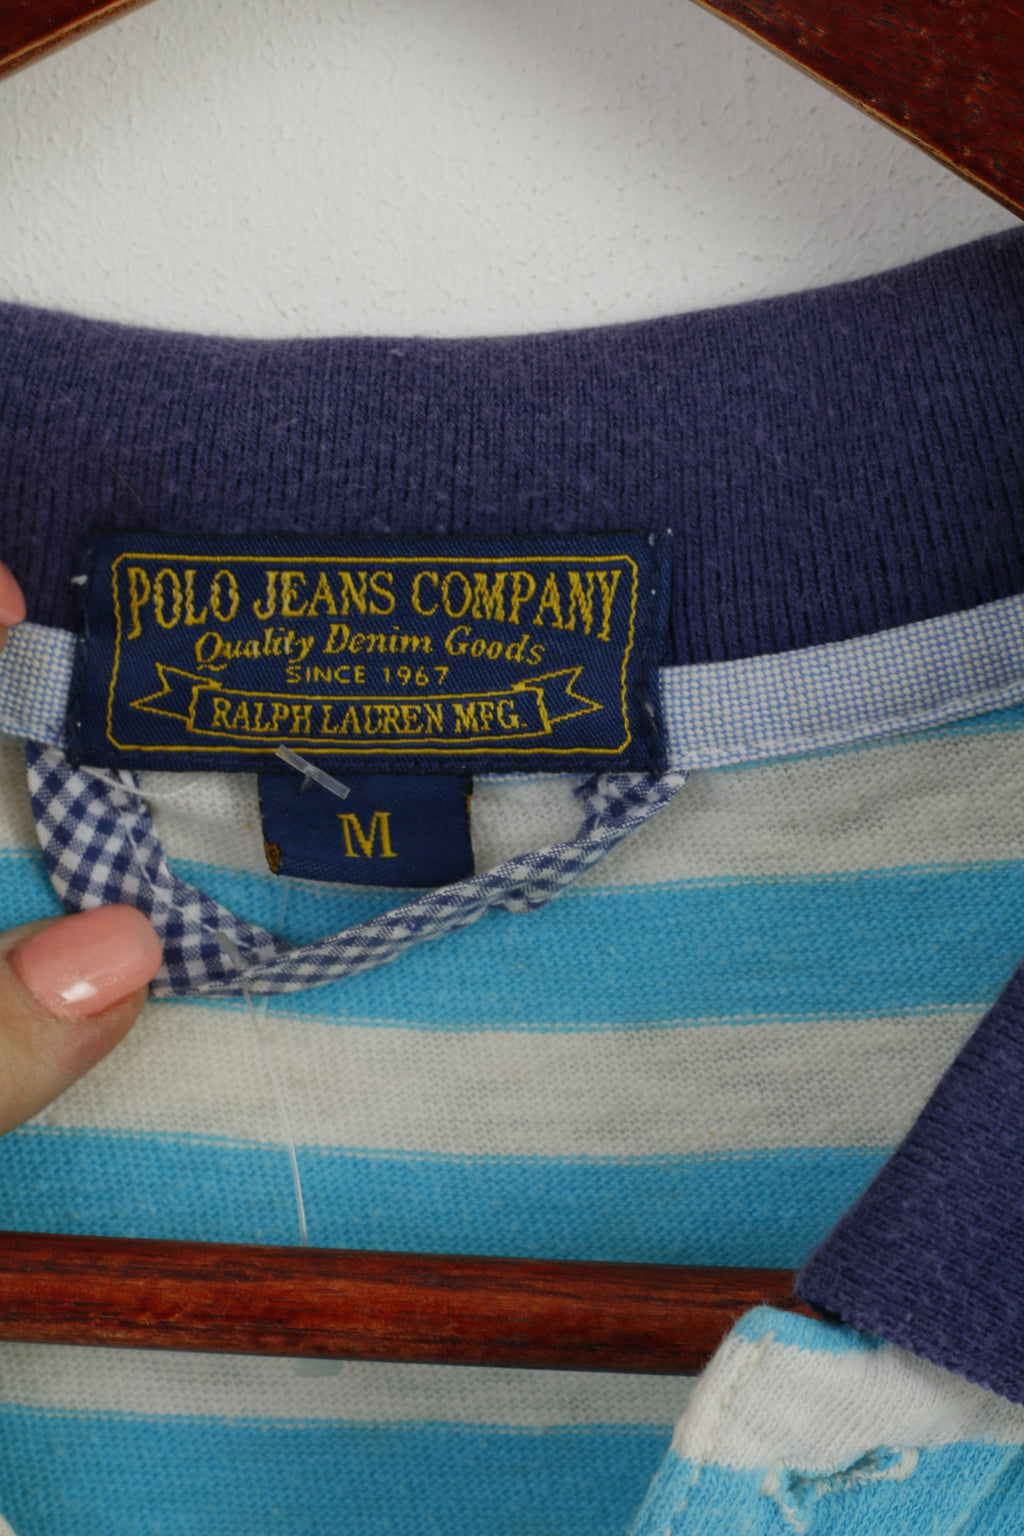 POLO JEANS COMPANY
Quality Denim Goods
SINCE 1967
RALPH LAUREN MFG.
M